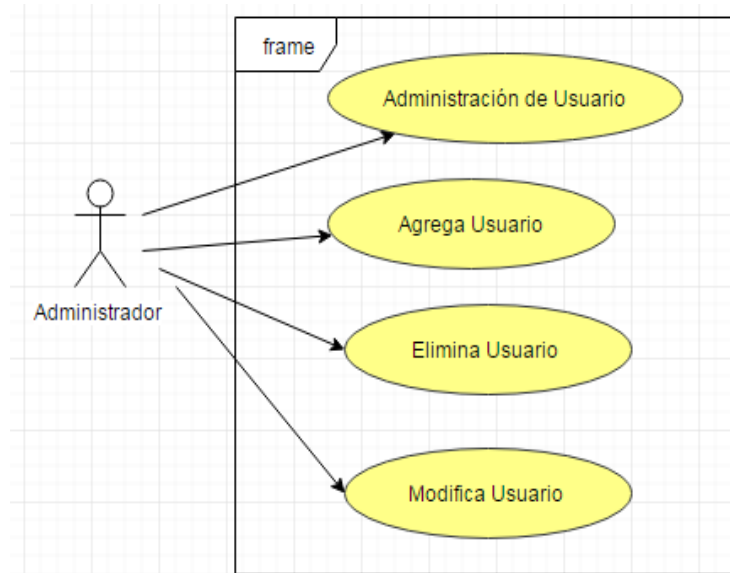 frame
Administración de Usuario
Agrega Usuario
Administrador
Elimina Usuario
Modifica Usuario